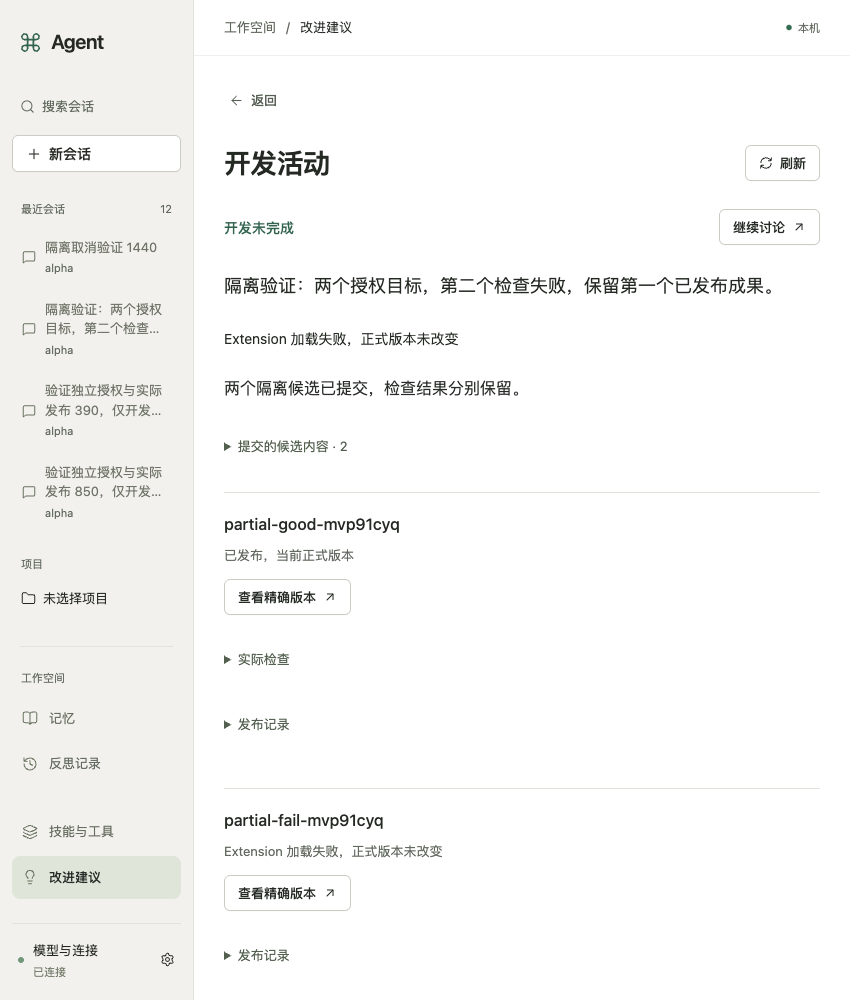 Agent
搜索会话
新会话
最近会话 12
隔离取消验证 1440
alpha
隔离验证：两个授权
目标，第二个检查...
alpha
验证独立授权与实际
发布 390，仅开发...
alpha
验证独立授权与实际
发布 850，仅开发...
alpha
项目
未选择项目
工作空间
记忆
反思记录
技能与工具
改进建议
模型与连接
已连接
工作空间 / 改进建议
本机
返回
开发活动
刷新
开发未完成
继续讨论
隔离验证：两个授权目标，第二个检查失败，保留第一个已发布成果。
Extension 加载失败，正式版本未改变
两个隔离候选已提交，检查结果分别保留。
提交的候选内容 · 2
partial-good-mvp91cyq
已发布，当前正式版本
查看精确版本
实际检查
发布记录
partial-fail-mvp91cyq
Extension 加载失败，正式版本未改变
查看精确版本
发布记录